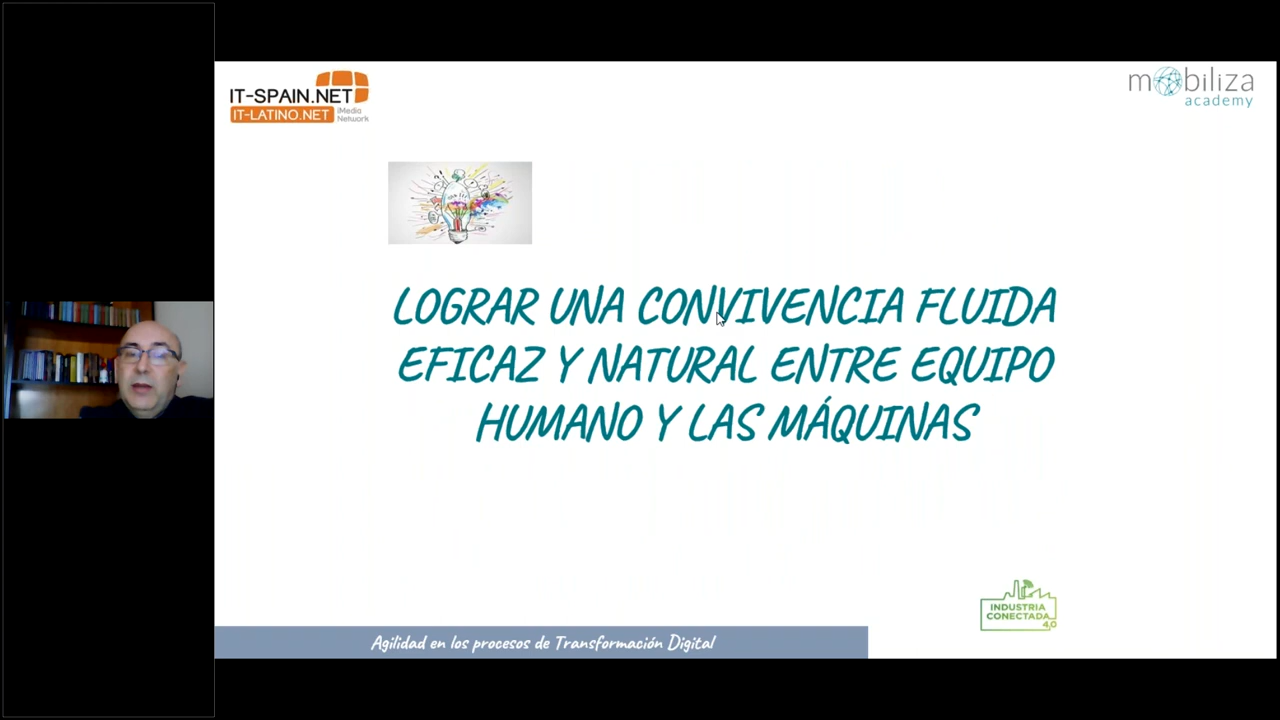 IT-SPAIN.NET
IT-LATINO.NET
iMedia
Network
mobiliza
academy
LOGRAR UNA CONVIVENCIA FLUIDA
EFICAZ Y NATURAL ENTRE EQUIPO
HUMANO Y LAS MÁQUINAS
INDUSTRIA
CONECTADA
4.0
Agilidad en los procesos de Transformación Digital